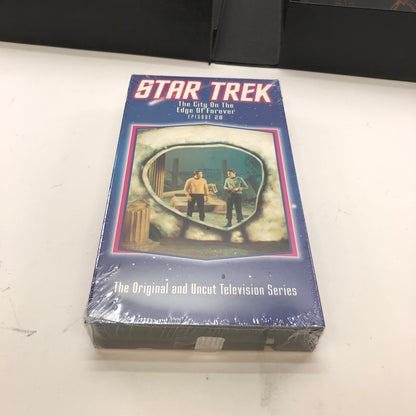 STAR TREK
The City On The
Edge Of Forever
EPISODE 28
The Original and Uncut Television Series